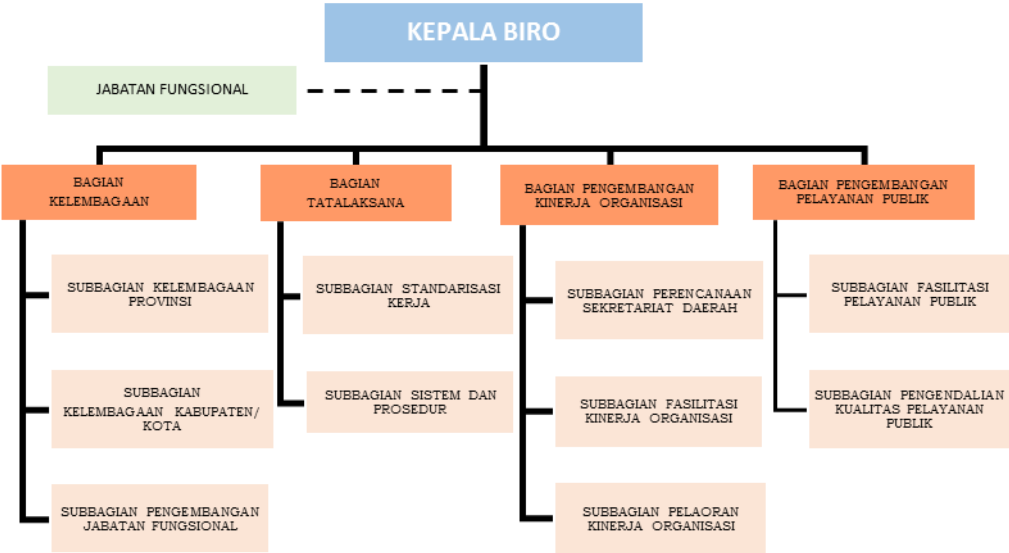 KEPALA BIRO
JABATAN FUNGSIONAL
BAGIAN
KELEMBAGAAN
BAGIAN
TATALAKSANA
BAGIAN PENGEMBANGAN
KINERJA ORGANISASI
BAGIAN PENGEMBANGAN
PELAYANAN PUBLIK
SUBBAGIAN KELEMBAGAAN
PROVINSI
SUBBAGIAN
KELEMBAGAAN KABUPATEN/
KOTA
SUBBAGIAN PENGEMBANGAN
JABATAN FUNGSIONAL
SUBBAGIAN STANDARISASI
KERJA
SUBBAGIAN SISTEM DAN
PROSEDUR
SUBBAGIAN PERENCANAAN
SEKRETARIAT DAERAH
SUBBAGIAN FASILITASI
KINERJA ORGANISASI
SUBBAGIAN PELAORAN
KINERJA ORGANISASI
SUBBAGIAN FASILITASI
PELAYANAN PUBLIK
SUBBAGIAN PENGENDALIAN
KUALITAS PELAYANAN
PUBLIK